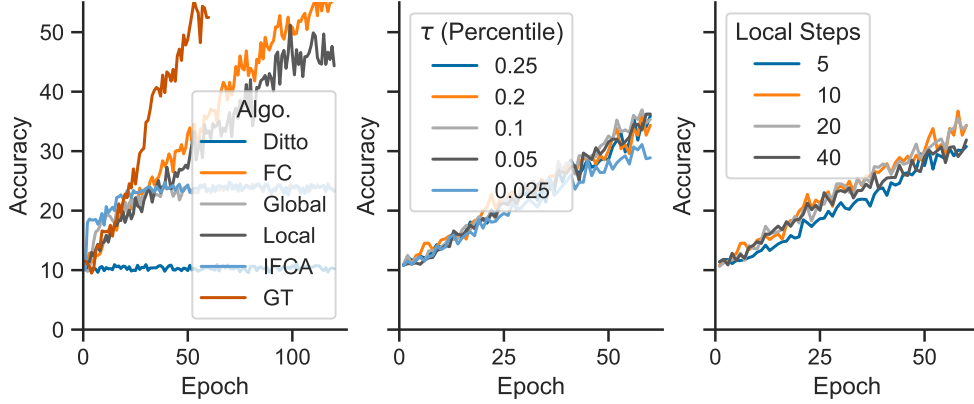 Accuracy
50
40
30
20
10
0
0
50
100
Epoch
Algo.
Ditto
FC
Global
Local
IFCA
GT
Accuracy
0
25
50
Epoch
τ (Percentile)
0.25
0.2
0.1
0.05
0.025
Accuracy
0
25
50
Epoch
Local Steps
5
10
20
40